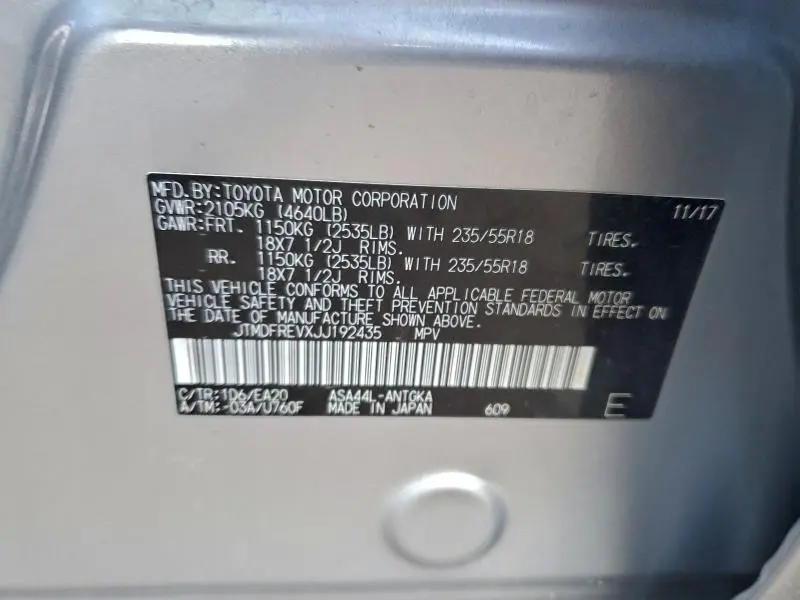 MFD.BY:TOYOTA MOTOR CORPORATION 11/17
GVWR:2105KG (4640LB)
GAWR:FRT. 1150KG (2535LB) WITH 235/55R18 TIRES.
18X7 1/2J RIMS.
RR. 1150KG (2535LB) WITH 235/55R18 TIRES.
18X7 1/2J RIMS.
THIS VEHICLE CONFORMS TO ALL APPLICABLE FEDERAL MOTOR
VEHICLE SAFETY AND THEFT PREVENTION STANDARDS IN EFFECT ON
THE DATE OF MANUFACTURE SHOWN ABOVE.
JTMDFREVXJJ192435 MPV
C/TR:1D6/EA20 ASA44L-ANTGKA
A/TM:-03A/U760F MADE IN JAPAN 609 E